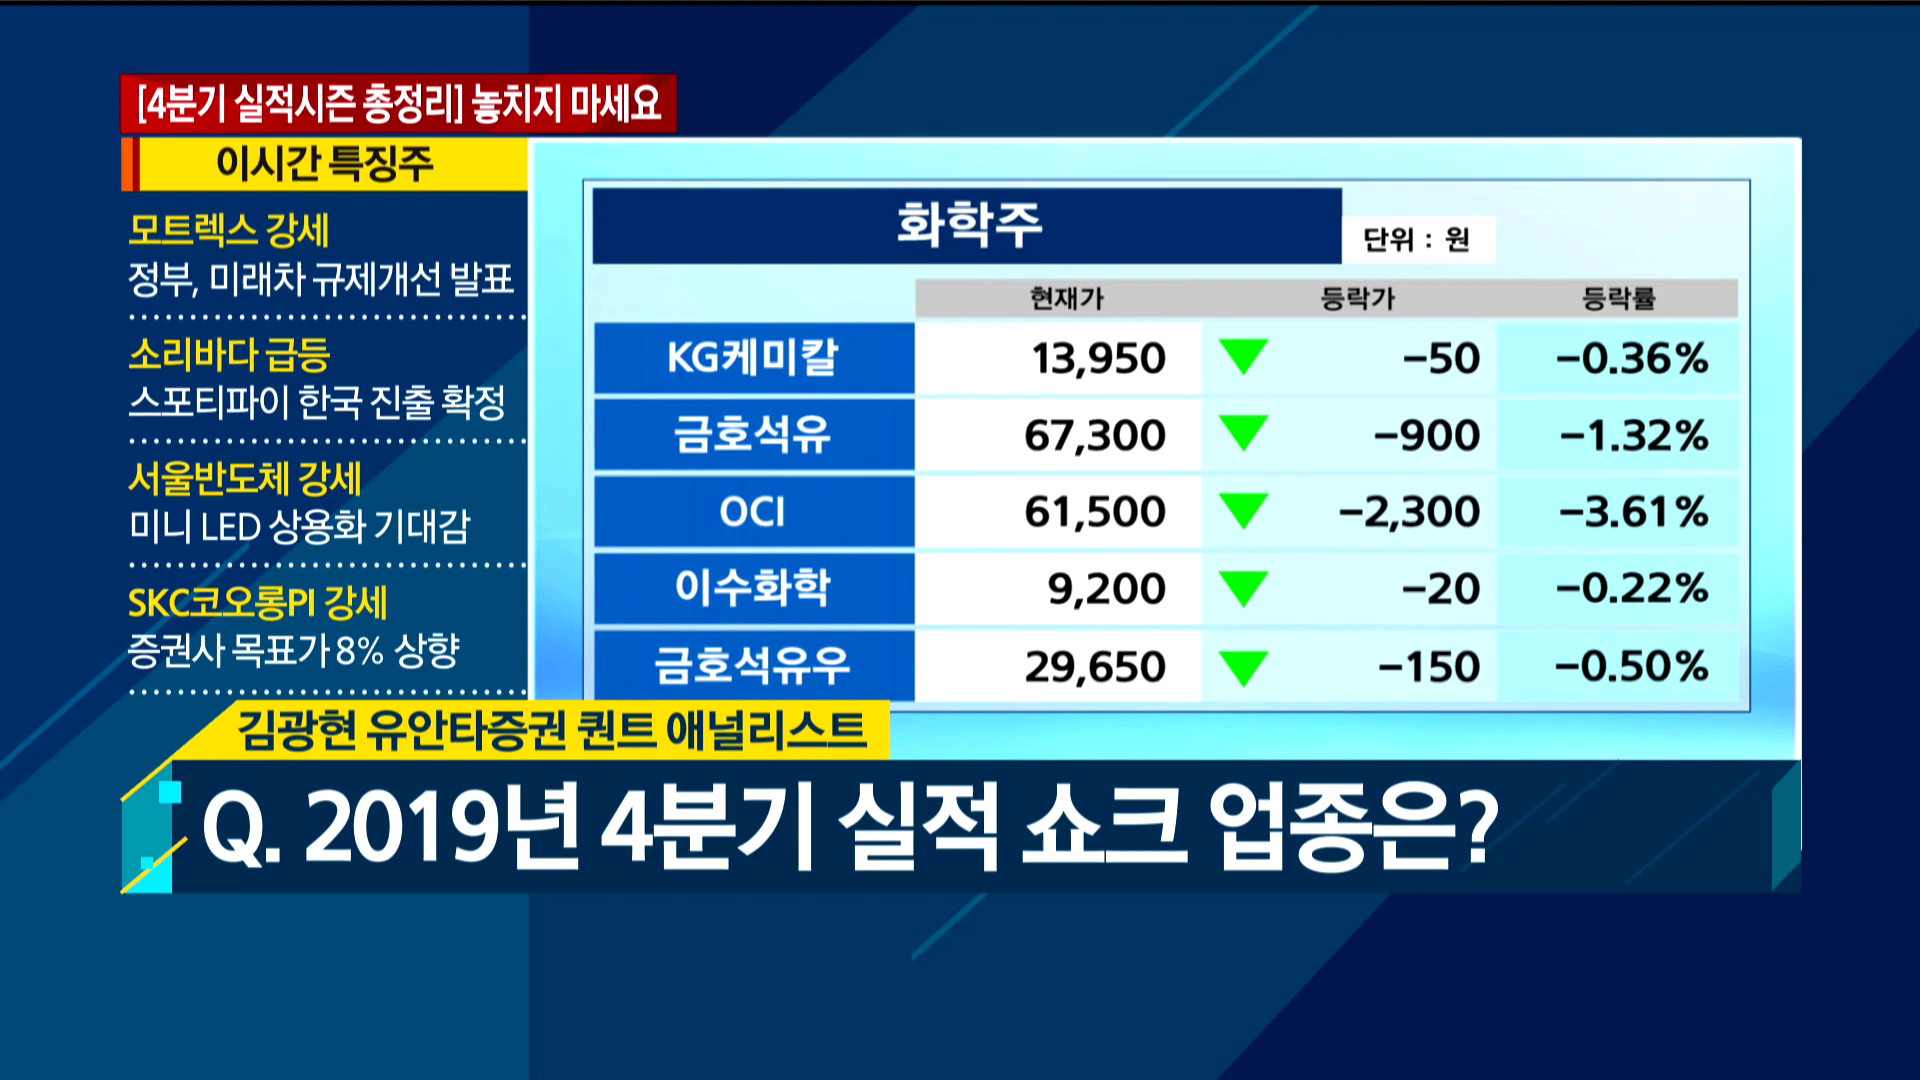 [4분기 실적시즌 총정리] 놓치지 마세요
이시간 특징주
모트렉스 강세
정부, 미래차 규제개선 발표
소리바다 급등
스포티파이 한국 진출 확정
서울반도체 강세
미니 LED 상용화 기대감
SKC코오롱PI 강세
증권사 목표가 8% 상향
화학주
단위 : 원
현재가 등락가 등락률
KG케미칼 13,950 ▼ -50 -0.36%
금호석유 67,300 ▼ -900 -1.32%
OCI 61,500 ▼ -2,300 -3.61%
이수화학 9,200 ▼ -20 -0.22%
금호석유우 29,650 ▼ -150 -0.50%
김광현 유안타증권 퀀트 애널리스트
Q. 2019년 4분기 실적 쇼크 업종은?